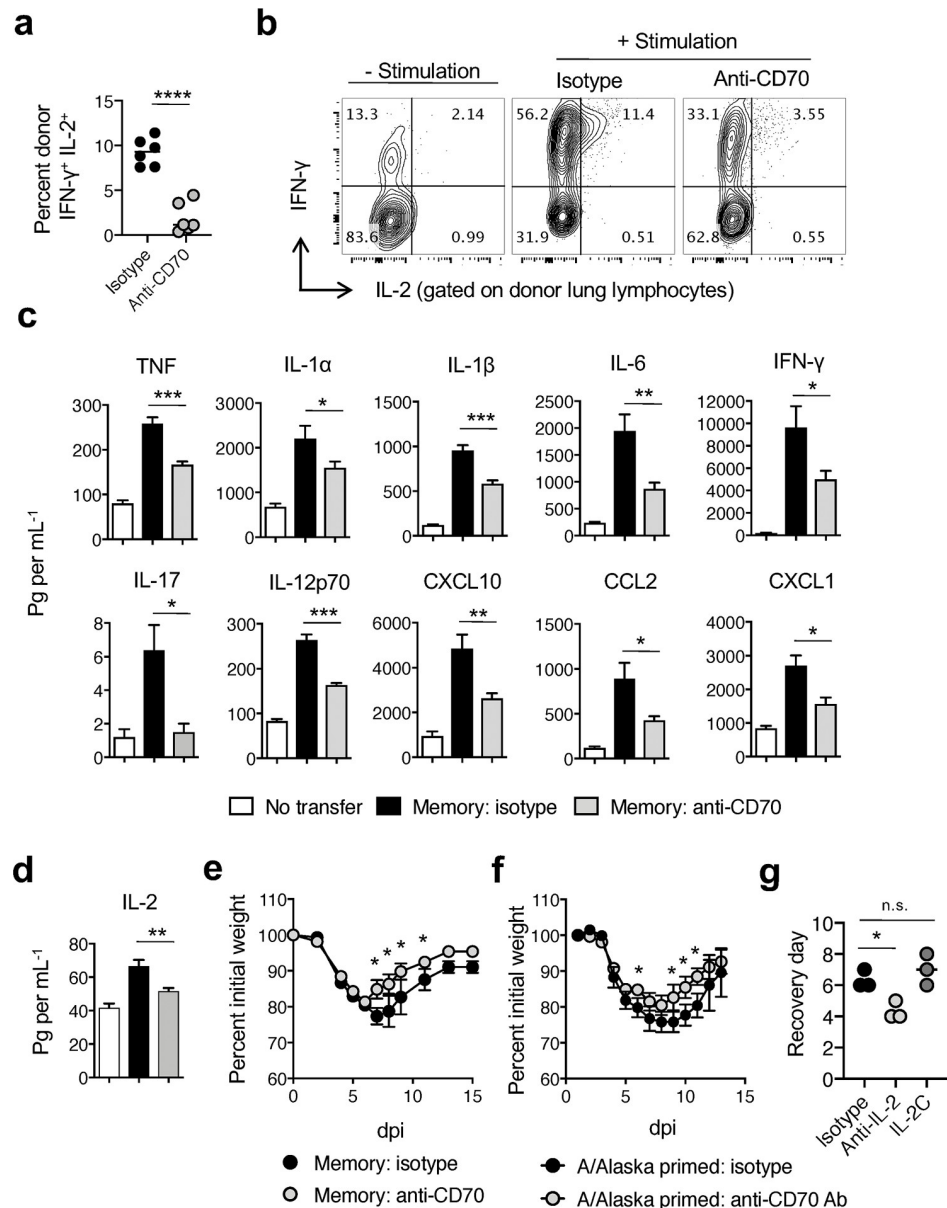 a
b
+ Stimulation
- Stimulation
Isotype
Anti-CD70
****
15
10
5
0
Percent donor
IFN-γ⁺ IL-2⁺
Isotype
Anti-CD70
13.3
2.14
83.6
0.99
56.2
11.4
31.9
0.51
33.1
3.55
62.8
0.55
IFN-γ
IL-2 (gated on donor lung lymphocytes)
c
TNF
300
200
100
0
***
IL-1α
3000
2000
1000
0
*
IL-1β
1500
1000
500
0
***
IL-6
2500
2000
1500
1000
500
0
**
IFN-γ
12000
10000
8000
6000
4000
2000
0
*
Pg per mL⁻¹
IL-17
8
6
4
2
0
*
IL-12p70
300
200
100
0
***
CXCL10
6000
4000
2000
0
**
CCL2
1500
1000
500
0
*
CXCL1
4000
3000
2000
1000
0
*
No transfer
Memory: isotype
Memory: anti-CD70
d
IL-2
Pg per mL⁻¹
100
80
60
40
20
0
**
e
Percent initial weight
110
100
90
80
70
60
* * * *
0 5 10 15
dpi
Memory: isotype
Memory: anti-CD70
f
Percent initial weight
110
100
90
80
70
60
* * * *
0 5 10 15
dpi
A/Alaska primed: isotype
A/Alaska primed: anti-CD70 Ab
g
n.s.
*
Recovery day
8
6
4
2
0
Isotype
Anti-IL-2
IL-2C